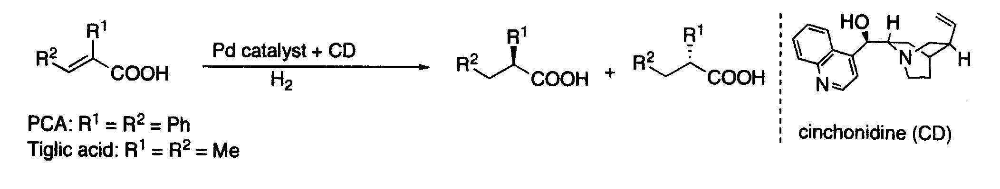 R¹
R²
COOH
Pd catalyst + CD
H₂
R¹
R²
COOH
+
R¹
R²
COOH
HO H
N
H
N
PCA: R¹ = R² = Ph
Tiglic acid: R¹ = R² = Me
cinchonidine (CD)